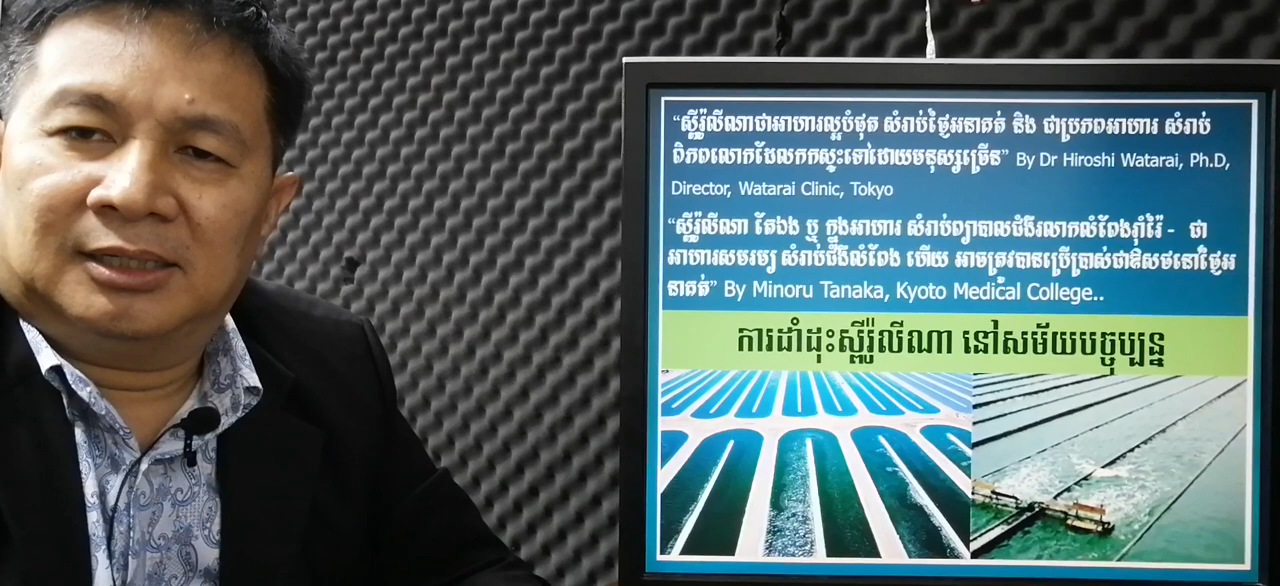 “ស្ពីរ៉ូលីណាជាអាហារល្អបំផុត សំរាប់ថ្ងៃអនាគត់ និង ជាប្រភពអាហារ សំរាប់
ពិភពលោកដែលកកស្ទះទៅដោយមនុស្សច្រើន” By Dr Hiroshi Watarai, Ph.D,
Director, Watarai Clinic, Tokyo
“ស្ពីរ៉ូលីណា តែឯង ឬ ក្នុងអាហារ សំរាប់ព្យាបាលជំងឺរលាកលំពែងរ៉ាំរ៉ៃ - ជា
អាហារសមរម្យ សំរាប់ជំងឺលំពែង ហើយ អាចត្រូវបានប្រើប្រាស់ជាឱសថនៅថ្ងៃអ
នាគត់” By Minoru Tanaka, Kyoto Medical College..
ការដាំដុះស្ពីរ៉ូលីណា នៅសម័យបច្ចុប្បន្ន